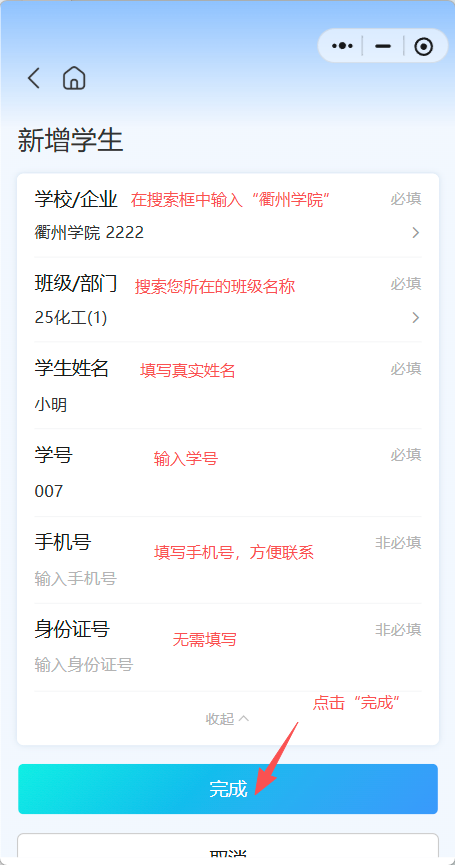 新增学生
学校/企业 在搜索框中输入“衢州学院” 必填
衢州学院 2222
班级/部门 搜索您所在的班级名称 必填
25化工(1)
学生姓名 填写真实姓名 必填
小明
学号 输入学号 必填
007
手机号 填写手机号，方便联系 非必填
输入手机号
身份证号 无需填写 非必填
输入身份证号
点击“完成”
收起
完成
取消